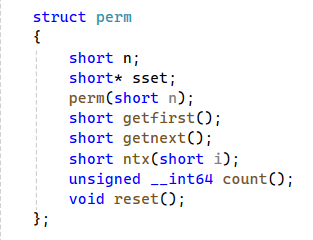 struct perm
{
short n;
short* sset;
perm(short n);
short getfirst();
short getnext();
short ntx(short i);
unsigned __int64 count();
void reset();
};